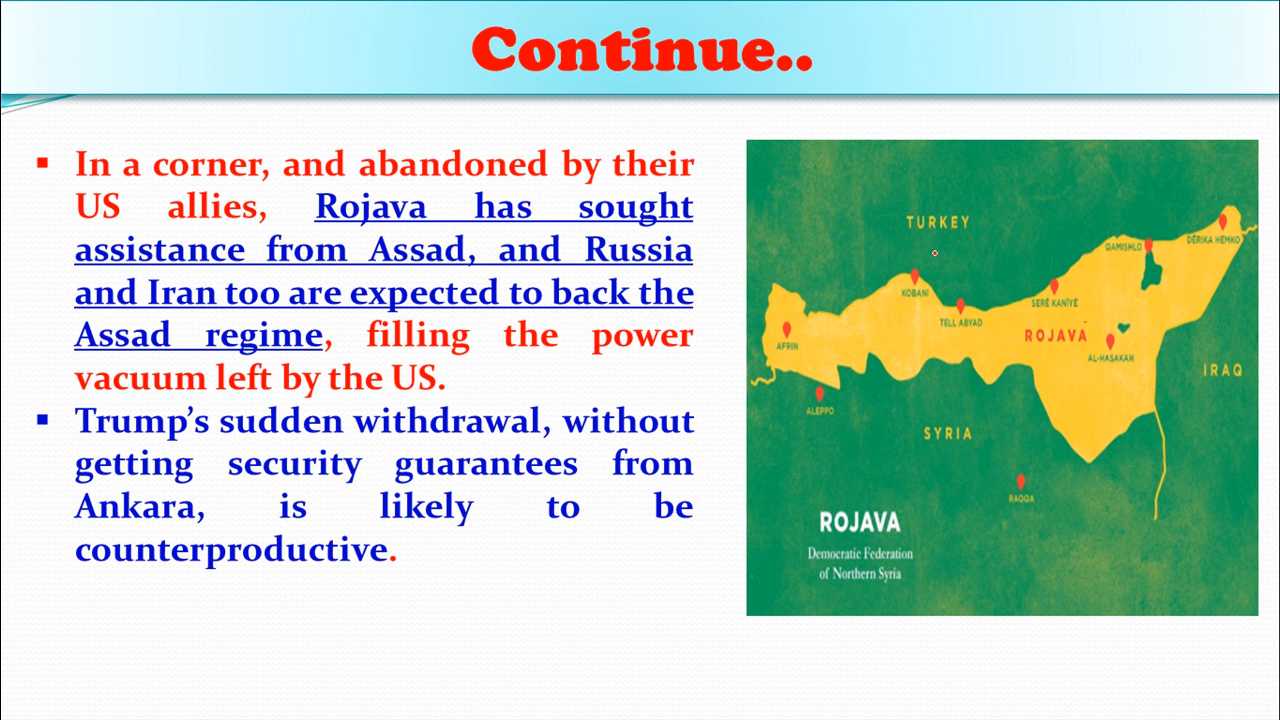 Continue..
▪ In a corner, and abandoned by their
US allies, Rojava has sought
assistance from Assad, and Russia
and Iran too are expected to back the
Assad regime, filling the power
vacuum left by the US.
▪ Trump's sudden withdrawal, without
getting security guarantees from
Ankara, is likely to be
counterproductive.
TURKEY
QAMISHLO
DÊRIKA HEMKO
KOBANI
SERÊ KANÎYÊ
TELL ABYAD
ROJAVA
AFRIN
AL-HASAKAH
IRAQ
ALEPPO
SYRIA
RAQQA
ROJAVA
Democratic Federation
of Northern Syria